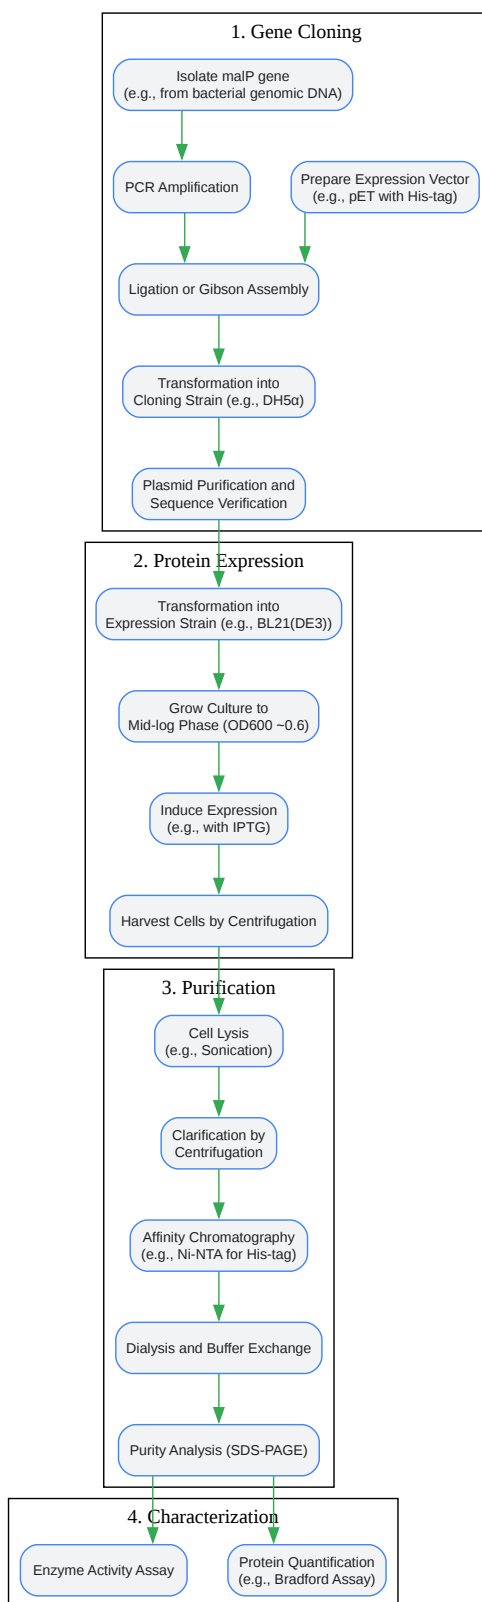 1. Gene Cloning
Isolate malP gene
(e.g., from bacterial genomic DNA)
PCR Amplification
Prepare Expression Vector
(e.g., pET with His-tag)
Ligation or Gibson Assembly
Transformation into
Cloning Strain (e.g., DH5α)
Plasmid Purification and
Sequence Verification
2. Protein Expression
Transformation into
Expression Strain (e.g., BL21(DE3))
Grow Culture to
Mid-log Phase (OD600 ~0.6)
Induce Expression
(e.g., with IPTG)
Harvest Cells by Centrifugation
3. Purification
Cell Lysis
(e.g., Sonication)
Clarification by
Centrifugation
Affinity Chromatography
(e.g., Ni-NTA for His-tag)
Dialysis and Buffer Exchange
Purity Analysis (SDS-PAGE)
4. Characterization
Enzyme Activity Assay
Protein Quantification
(e.g., Bradford Assay)